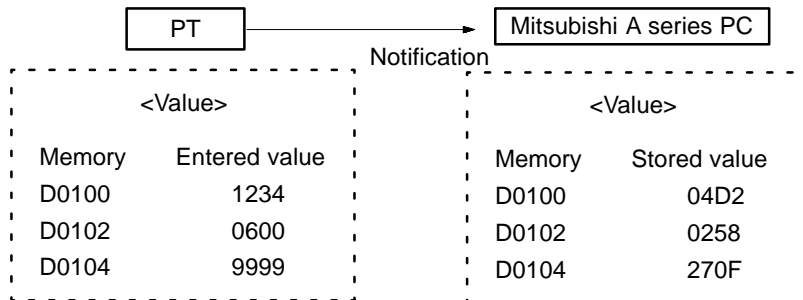 PT
Mitsubishi A series PC
Notification
<Value>
Memory Entered value
D0100 1234
D0102 0600
D0104 9999
<Value>
Memory Stored value
D0100 04D2
D0102 0258
D0104 270F